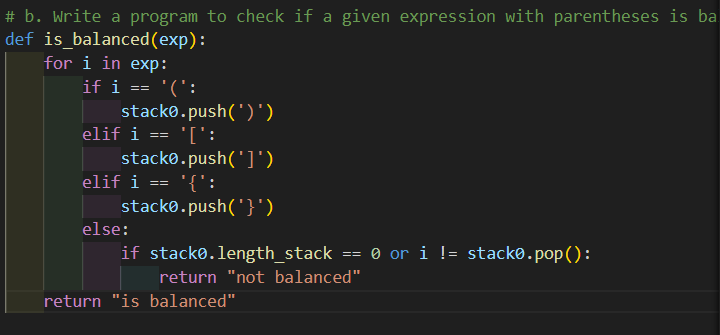 # b. Write a program to check if a given expression with parentheses is ba
def is_balanced(exp):
    for i in exp:
        if i == '(':
            stack0.push(')')
        elif i == '[':
            stack0.push(']')
        elif i == '{':
            stack0.push('}')
        else:
            if stack0.length_stack == 0 or i != stack0.pop():
                return "not balanced"
    return "is balanced"